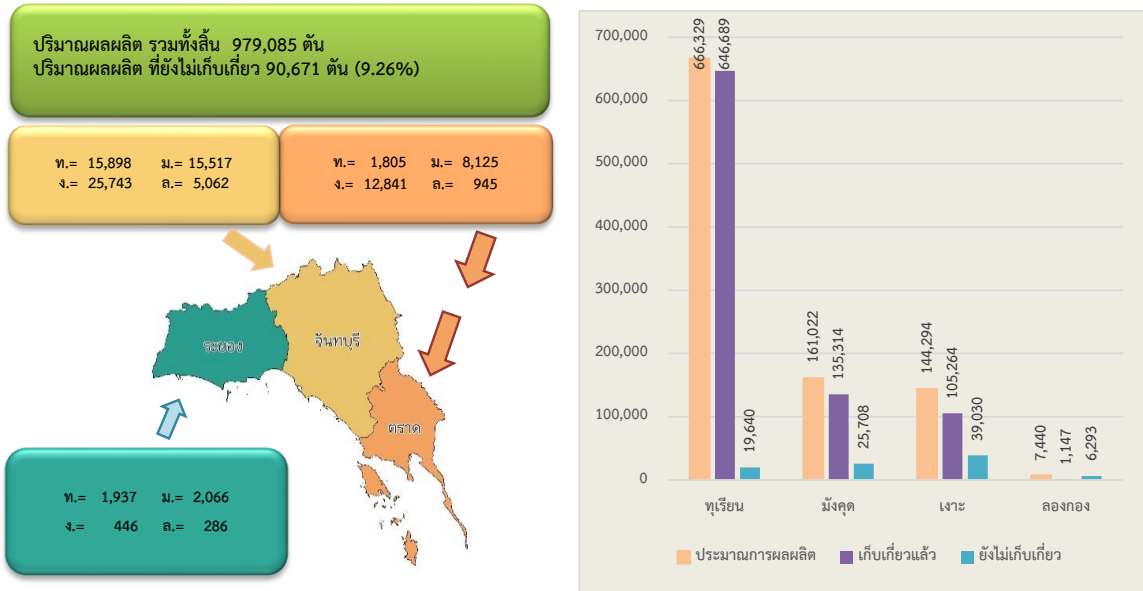 ปริมาณผลผลิต รวมทั้งสิ้น 979,085 ตัน
ปริมาณผลผลิต ที่ยังไม่เก็บเกี่ยว 90,671 ตัน (9.26%)
ท.= 15,898 ม.= 15,517
ง.= 25,743 ล.= 5,062
ท.= 1,805 ม.= 8,125
ง.= 12,841 ล.= 945
ระยอง
จันทบุรี
ตราด
ท.= 1,937 ม.= 2,066
ง.= 446 ล.= 286
700,000
600,000
500,000
400,000
300,000
200,000
100,000
0
666,329
646,689
19,640
161,022
135,314
25,708
144,294
105,264
39,030
7,440
1,147
6,293
ทุเรียน
มังคุด
เงาะ
ลองกอง
ประมาณการผลผลิต
เก็บเกี่ยวแล้ว
ยังไม่เก็บเกี่ยว